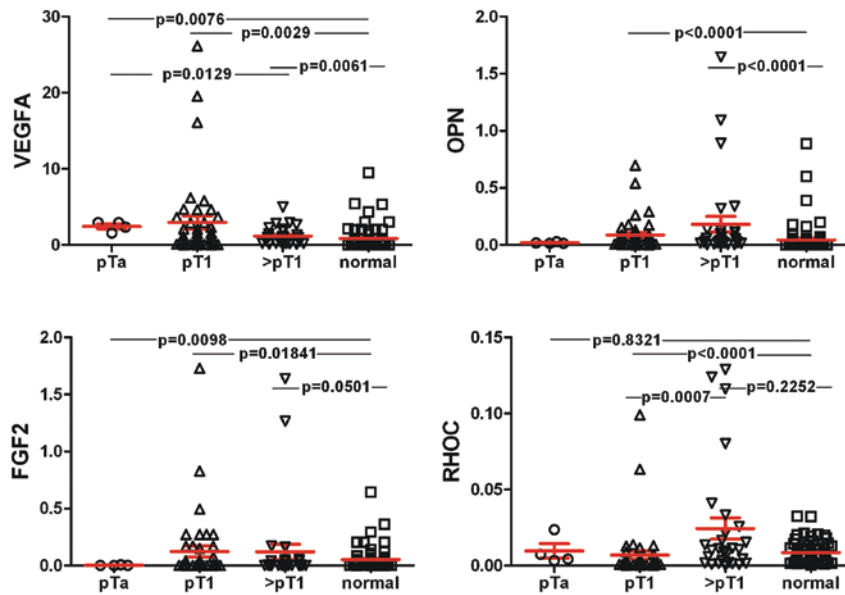 VEGFA
30
20
10
0
p=0.0076
p=0.0029
p=0.0061
p=0.0129
pTa pT1 >pT1 normal
OPN
2.0
1.5
1.0
0.5
0.0
p<0.0001
p<0.0001
pTa pT1 >pT1 normal
FGF2
2.0
1.5
1.0
0.5
0.0
p=0.0098
p=0.01841
p=0.0501
pTa pT1 >pT1 normal
RHOC
0.15
0.10
0.05
0.00
p=0.8321
p<0.0001
p=0.2252
p=0.0007
pTa pT1 >pT1 normal